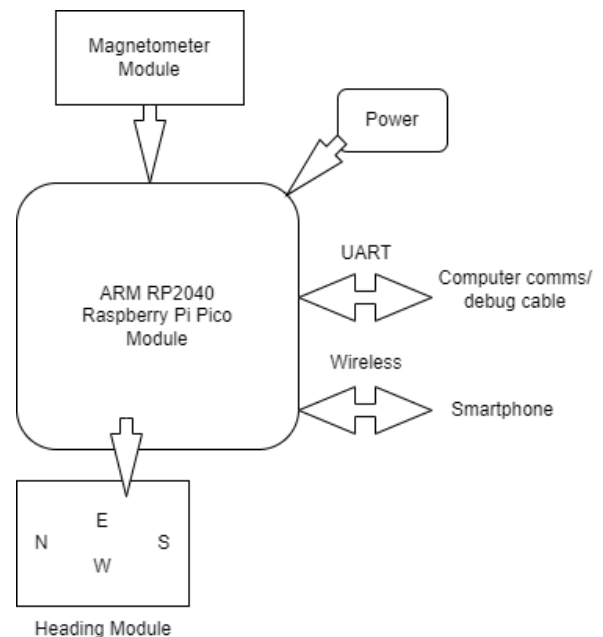 Magnetometer
Module
Power
UART
ARM RP2040
Raspberry Pi Pico
Module
Computer comms/
debug cable
Wireless
Smartphone
E
N S
W
Heading Module